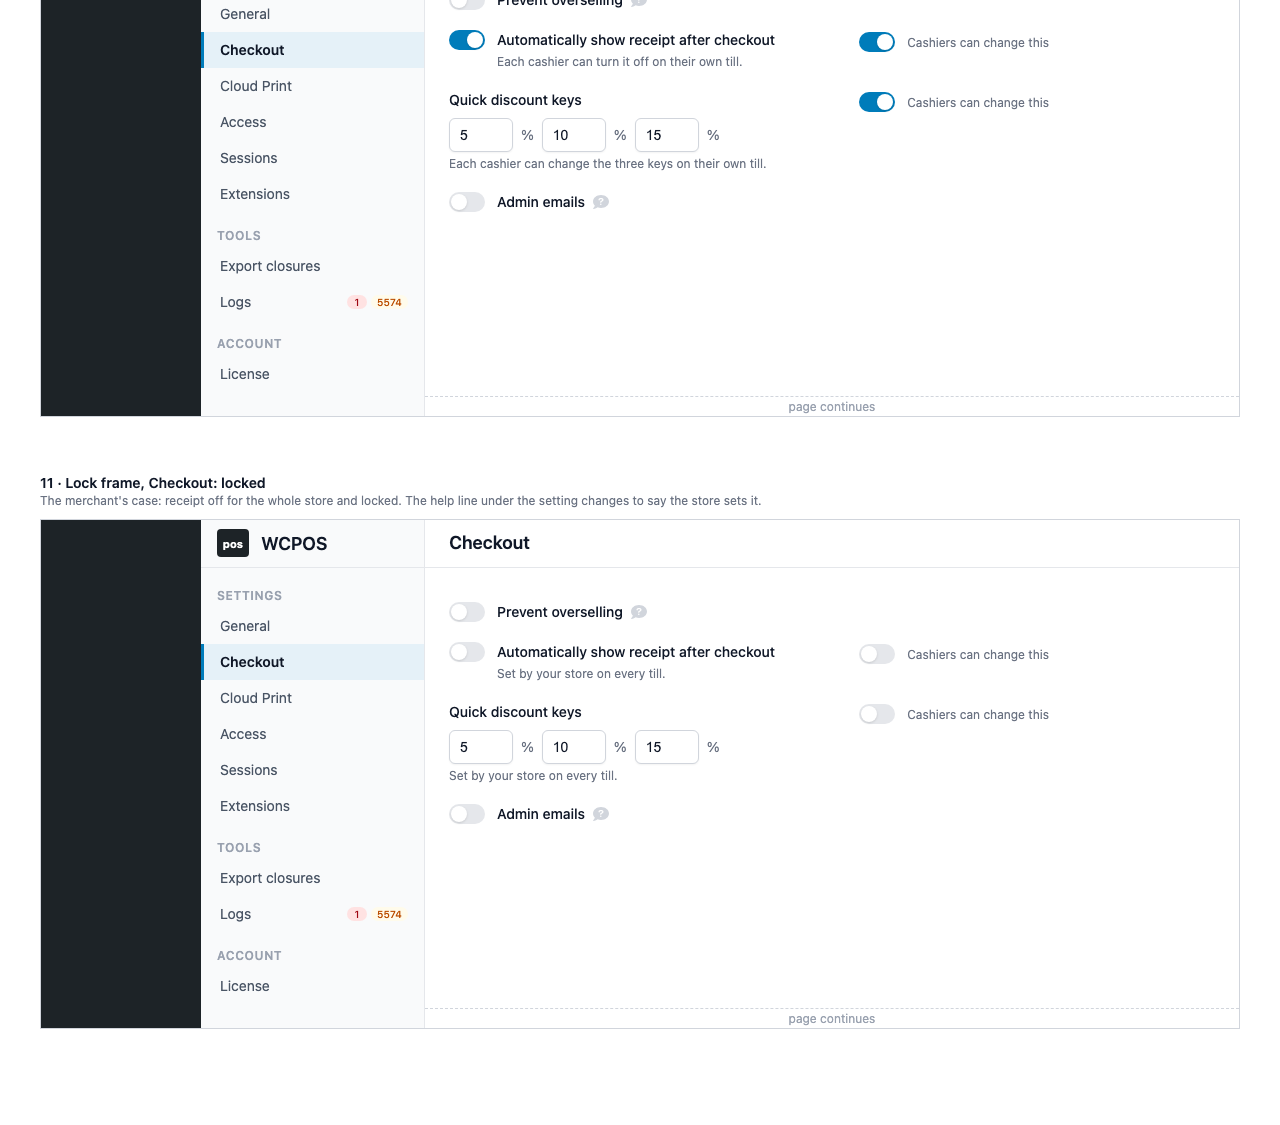 General
Prevent overselling
Checkout
Automatically show receipt after checkout
Cashiers can change this
Each cashier can turn it off on their own till.
Cloud Print
Quick discount keys
Cashiers can change this
Access
5 % 10 % 15 %
Sessions
Each cashier can change the three keys on their own till.
Extensions
Admin emails ?
TOOLS
Export closures
Logs 1 5574
ACCOUNT
License
page continues
11 · Lock frame, Checkout: locked
The merchant's case: receipt off for the whole store and locked. The help line under the setting changes to say the store sets it.
pos WCPOS
Checkout
SETTINGS
General
Prevent overselling ?
Checkout
Automatically show receipt after checkout
Cashiers can change this
Set by your store on every till.
Cloud Print
Quick discount keys
Cashiers can change this
Access
5 % 10 % 15 %
Sessions
Set by your store on every till.
Extensions
Admin emails ?
TOOLS
Export closures
Logs 1 5574
ACCOUNT
License
page continues